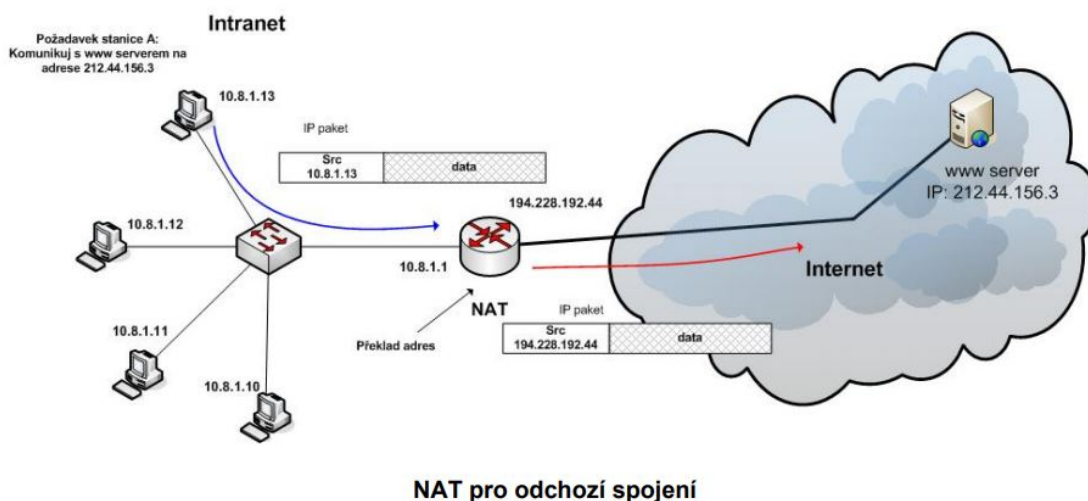 Intranet
Požadavek stanice A:
Komunikuj s www serverem na
adrese 212.44.156.3
10.8.1.13
IP paket
Src
10.8.1.13
data
194.228.192.44
www server
IP: 212.44.156.3
10.8.1.12
10.8.1.1
Internet
NAT
IP paket
10.8.1.11
Překlad adres
Src
194.228.192.44
data
10.8.1.10
NAT pro odchozí spojení